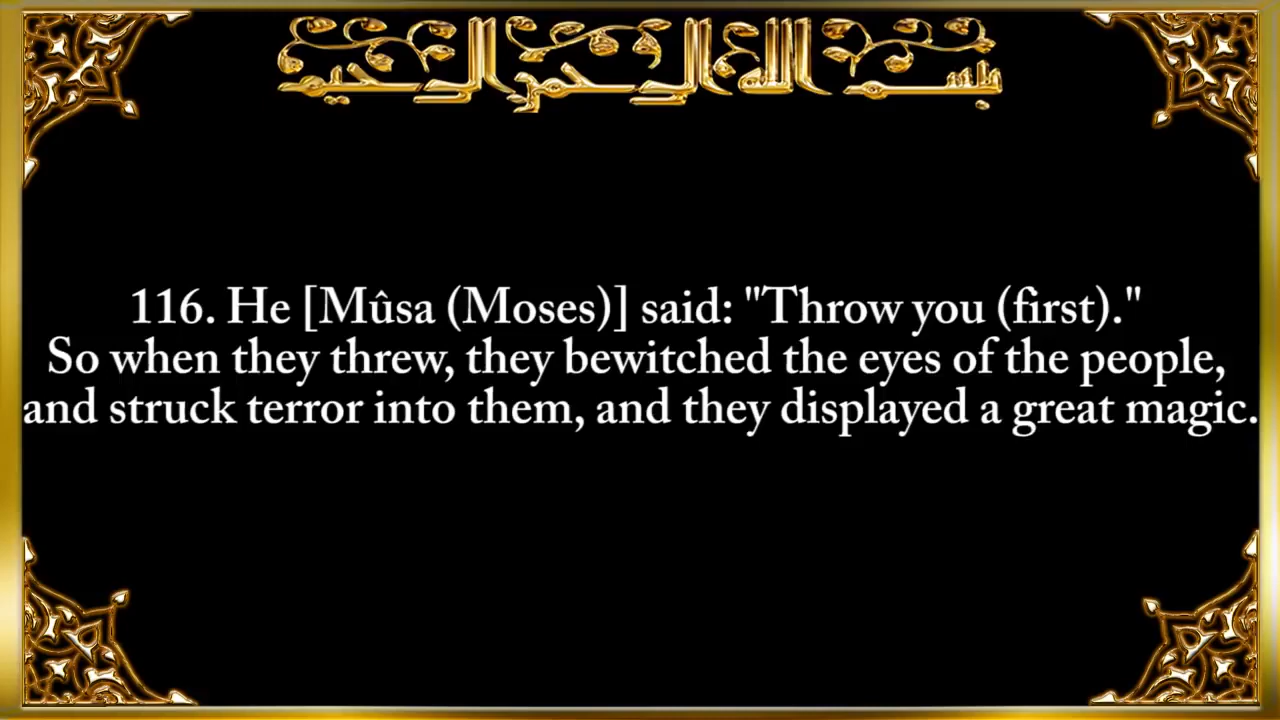 بسم الله الرحمن الرحيم
116. He [Mûsa (Moses)] said: "Throw you (first)."
So when they threw, they bewitched the eyes of the people,
and struck terror into them, and they displayed a great magic.